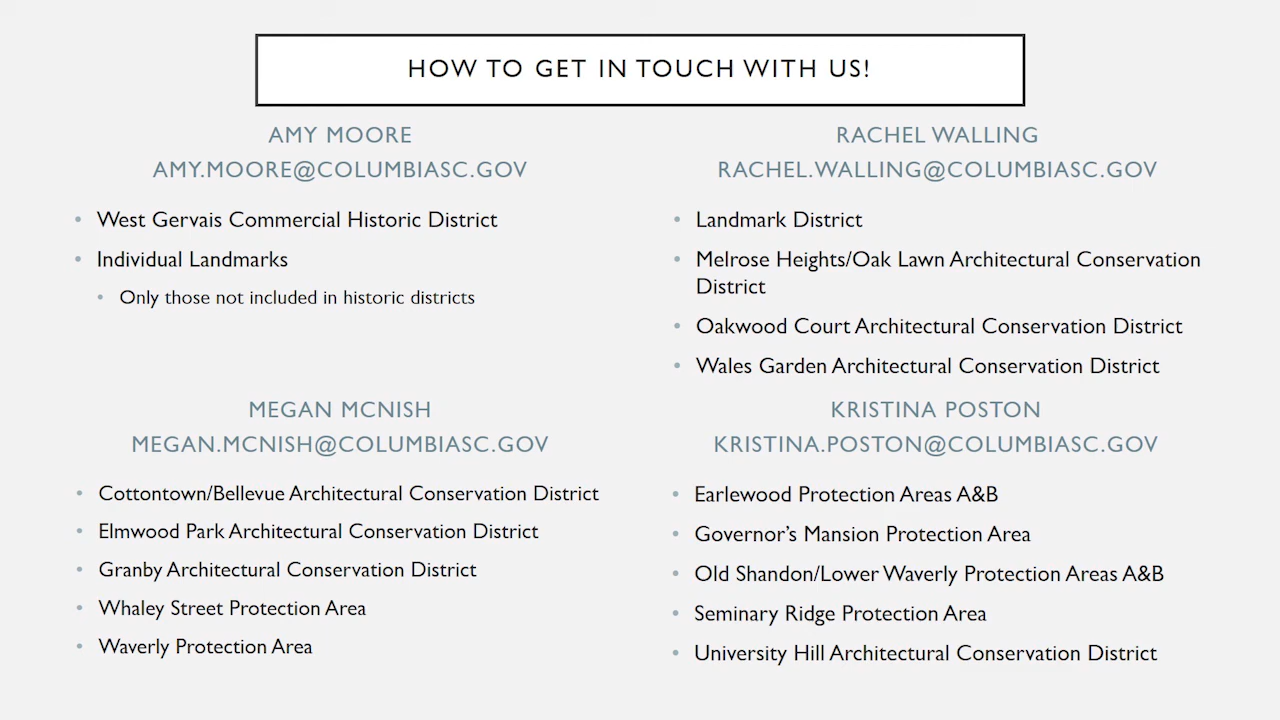 HOW TO GET IN TOUCH WITH US!
AMY MOORE
AMY.MOORE@COLUMBIASC.GOV
• West Gervais Commercial Historic District
• Individual Landmarks
• Only those not included in historic districts
RACHEL WALLING
RACHEL.WALLING@COLUMBIASC.GOV
• Landmark District
• Melrose Heights/Oak Lawn Architectural Conservation
District
• Oakwood Court Architectural Conservation District
• Wales Garden Architectural Conservation District
MEGAN MCNISH
MEGAN.MCNISH@COLUMBIASC.GOV
• Cottontown/Bellevue Architectural Conservation District
• Elmwood Park Architectural Conservation District
• Granby Architectural Conservation District
• Whaley Street Protection Area
• Waverly Protection Area
KRISTINA POSTON
KRISTINA.POSTON@COLUMBIASC.GOV
• Earlewood Protection Areas A&B
• Governor’s Mansion Protection Area
• Old Shandon/Lower Waverly Protection Areas A&B
• Seminary Ridge Protection Area
• University Hill Architectural Conservation District